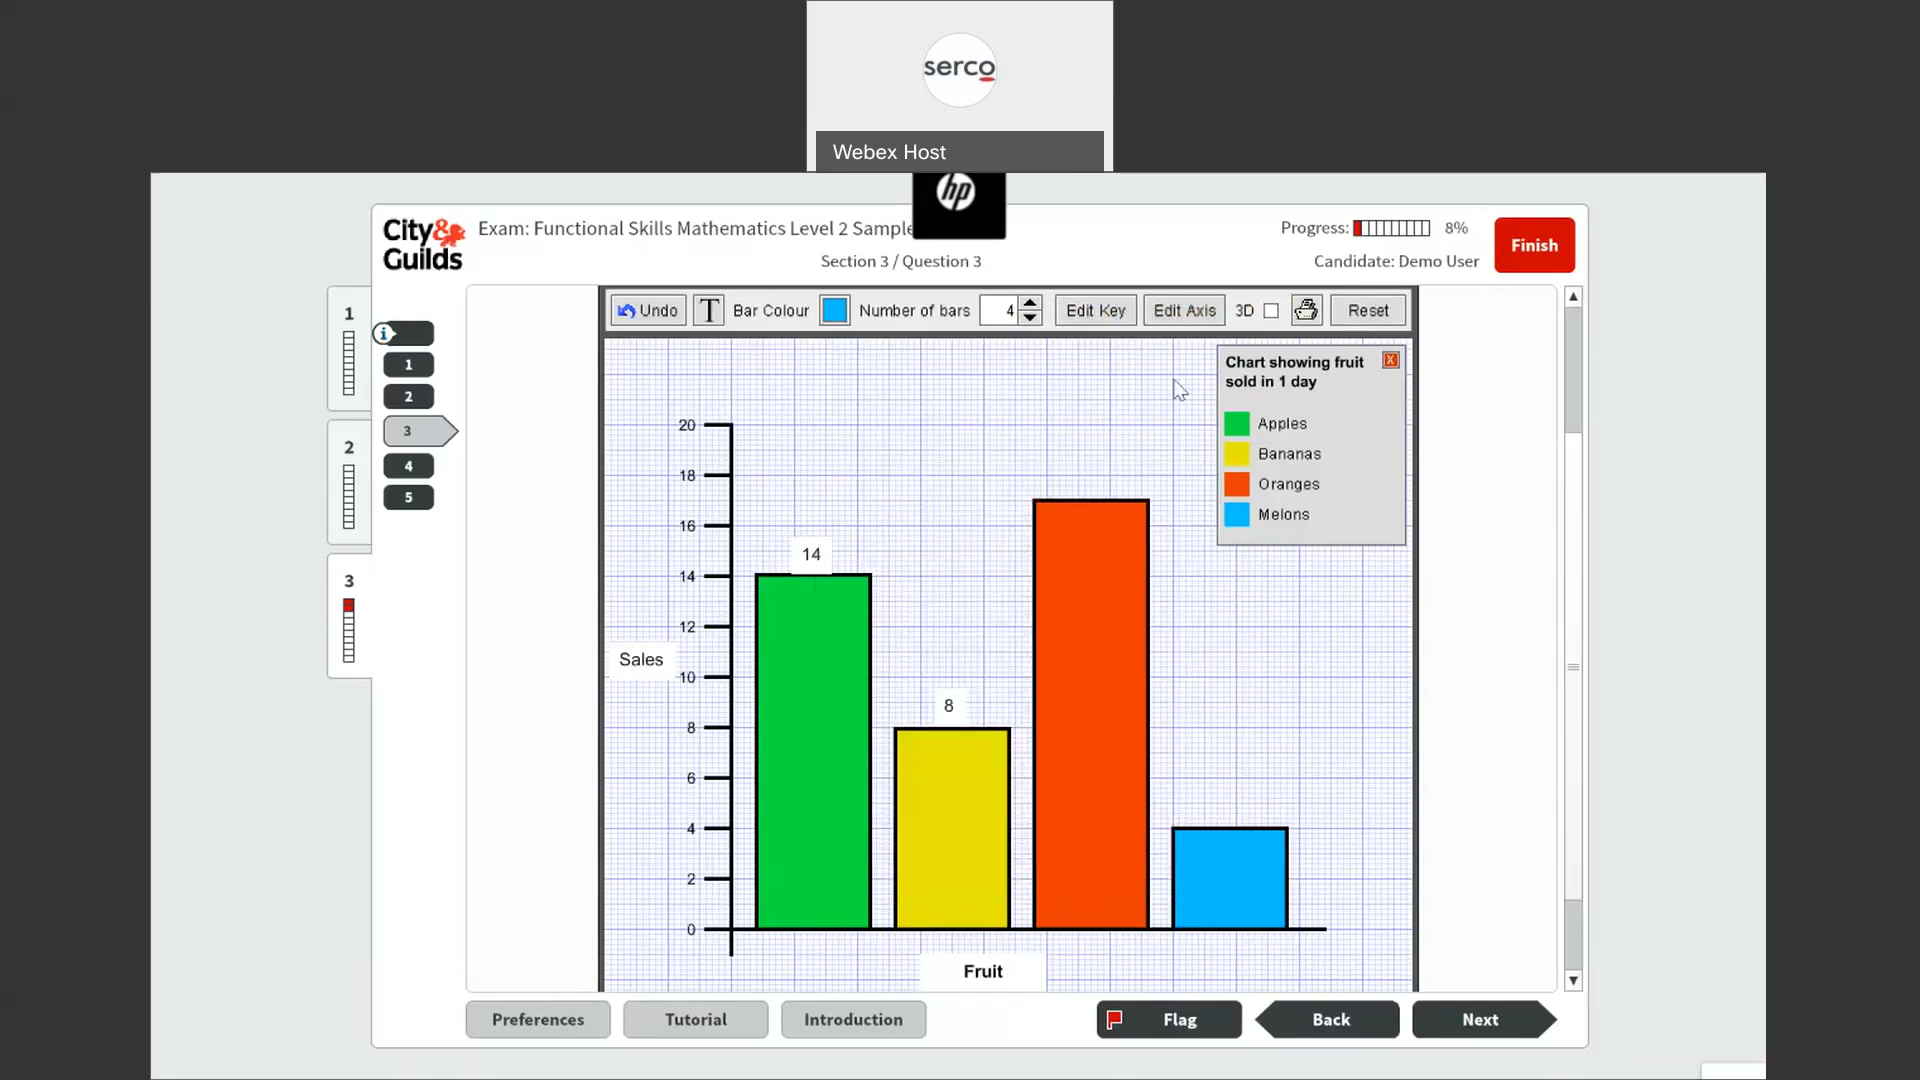 serco
Webex Host
hp
City & Guilds
Exam: Functional Skills Mathematics Level 2 Sample
Section 3 / Question 3
Progress: 8%
Candidate: Demo User
Finish
1
2
3
i
1
2
3
4
5
Undo T Bar Colour Number of bars 4 Edit Key Edit Axis 3D Reset
Chart showing fruit
sold in 1 day
X
Apples
Bananas
Oranges
Melons
20
18
16
14
12
10
8
6
4
2
0
Sales
14
8
Fruit
Preferences Tutorial Introduction Flag Back Next